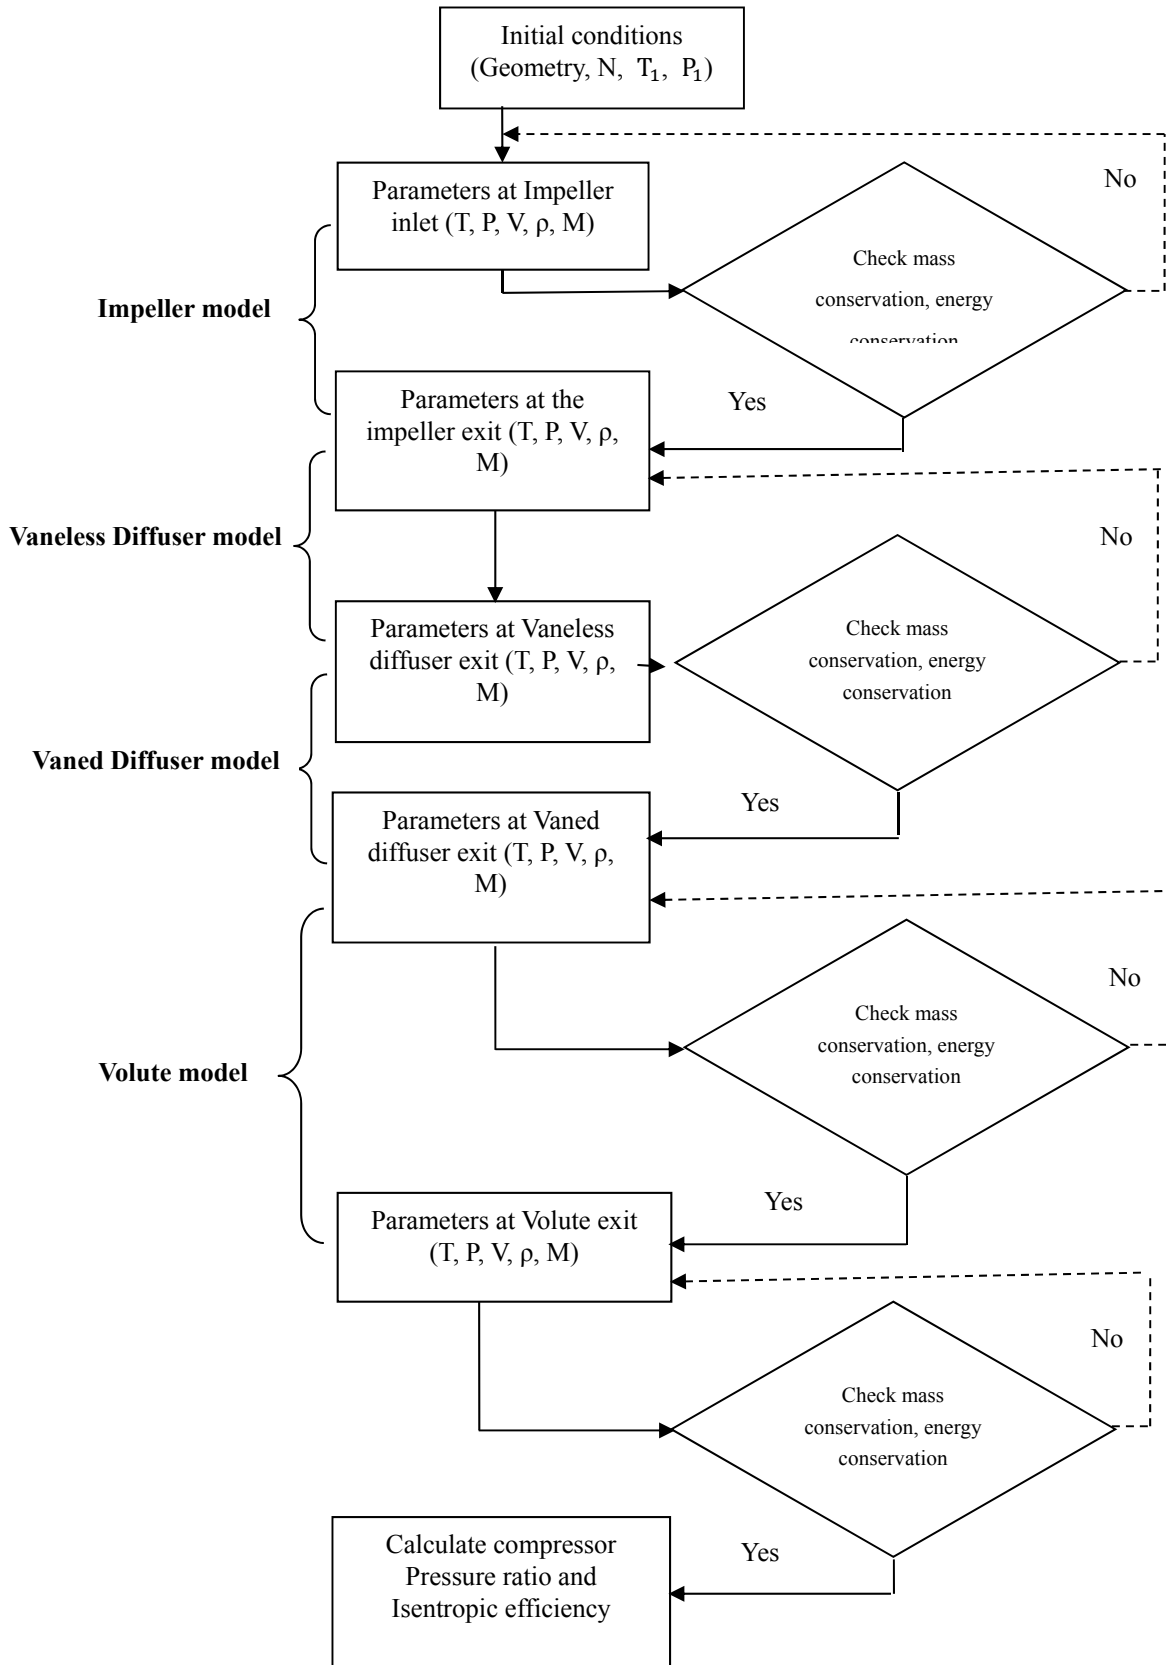 Initial conditions
(Geometry, N, T₁, P₁)
Parameters at Impeller
inlet (T, P, V, ρ, M)
No
Check mass
conservation, energy
conservation
Impeller model
Yes
Parameters at the
impeller exit (T, P, V, ρ,
M)
Vaneless Diffuser model
No
Parameters at Vaneless
diffuser exit (T, P, V, ρ,
M)
Check mass
conservation, energy
conservation
Vaned Diffuser model
Yes
Parameters at Vaned
diffuser exit (T, P, V, ρ,
M)
No
Check mass
conservation, energy
conservation
Volute model
Yes
Parameters at Volute exit
(T, P, V, ρ, M)
No
Check mass
conservation, energy
conservation
Yes
Calculate compressor
Pressure ratio and
Isentropic efficiency